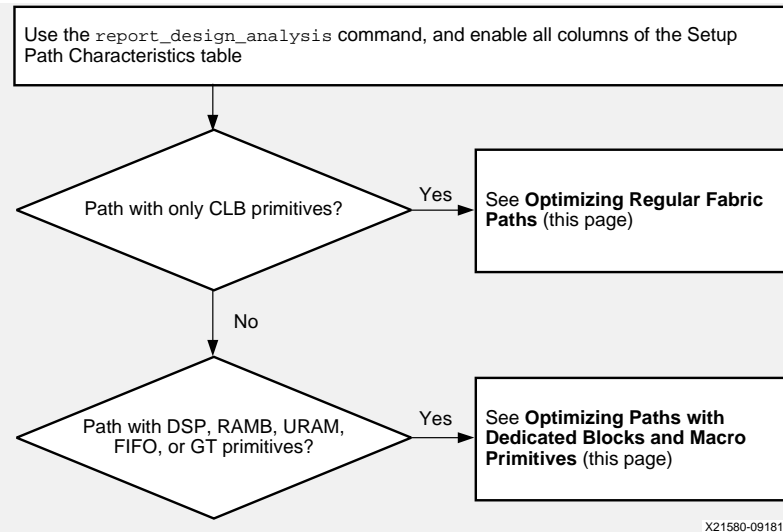 Use the report_design_analysis command, and enable all columns of the Setup
Path Characteristics table
Path with only CLB primitives?
Yes
See Optimizing Regular Fabric
Paths (this page)
No
Path with DSP, RAMB, URAM,
FIFO, or GT primitives?
Yes
See Optimizing Paths with
Dedicated Blocks and Macro
Primitives (this page)
X21580-09181